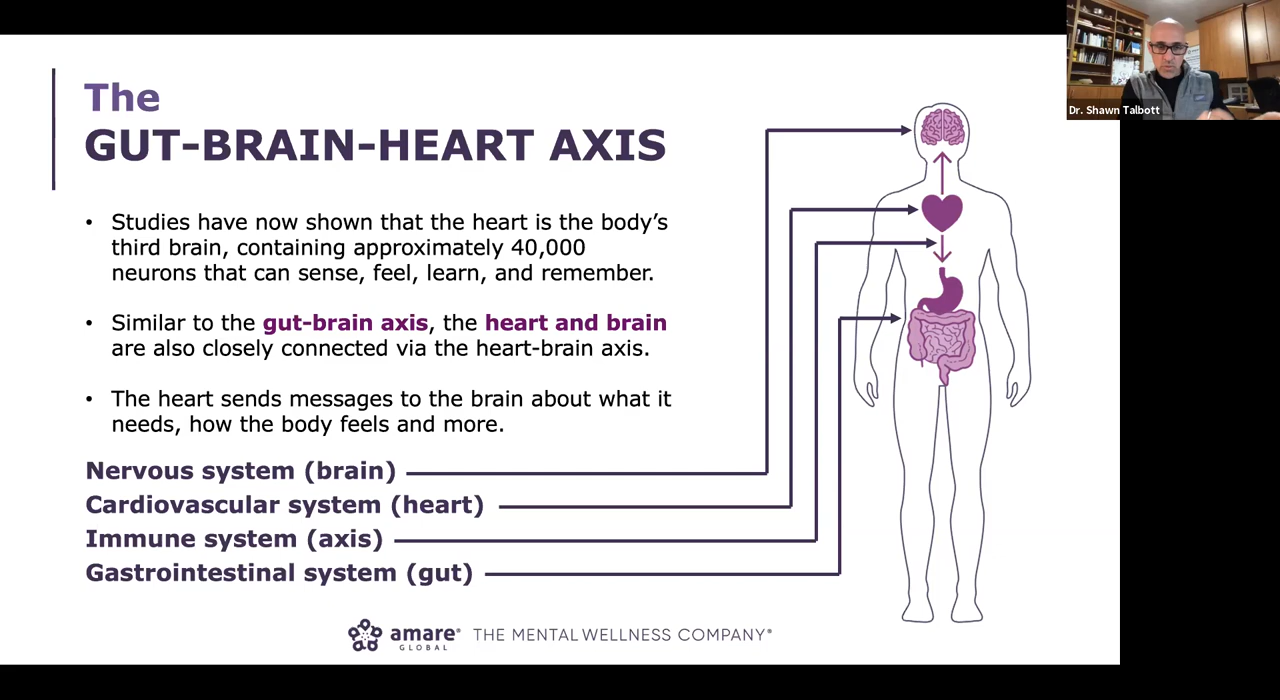 The
GUT-BRAIN-HEART AXIS
• Studies have now shown that the heart is the body’s
third brain, containing approximately 40,000
neurons that can sense, feel, learn, and remember.
• Similar to the gut-brain axis, the heart and brain
are also closely connected via the heart-brain axis.
• The heart sends messages to the brain about what it
needs, how the body feels and more.
Nervous system (brain)
Cardiovascular system (heart)
Immune system (axis)
Gastrointestinal system (gut)
amare® THE MENTAL WELLNESS COMPANY®
GLOBAL
Dr. Shawn Talbott